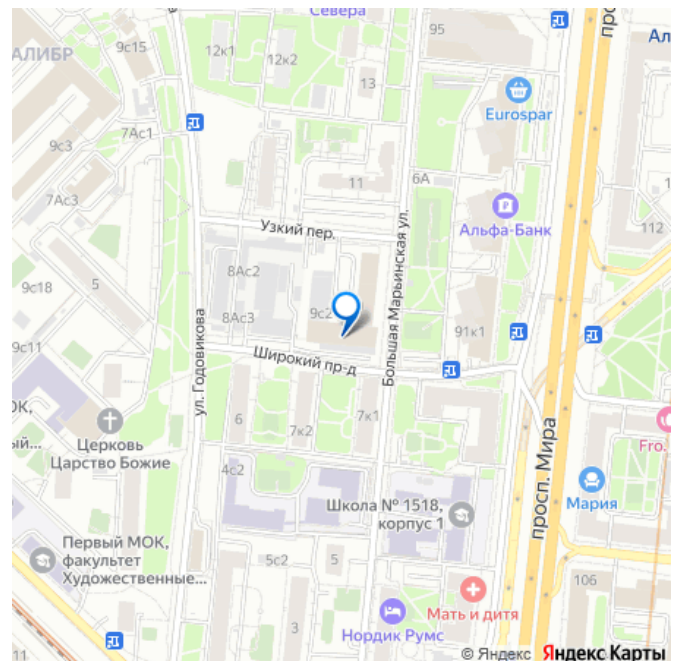 Севера
95
просп
Ал
АЛИБР
9с15
12к1
12к2
13
Eurospar
7Ас1
9с3
7Ас3
11
6А
Альфа-Банк
112
Узкий пер.
Большая Марьинская ул.
8Ас2
5
9с18
8Ас3
9с2
91к1
9с11
ул. Годовикова
Широкий пр-д
ОК,
ый...
6
7к2
7к1
Церковь
Царство Божие
Fro.
4с2
просп. Мира
Мария
Школа № 1518,
корпус 1
Первый МОК,
факультет
Художественные...
5с2
5
106
Мать и дитя
3
Нордик Румс
11
© Яндекс Яндекс Карты